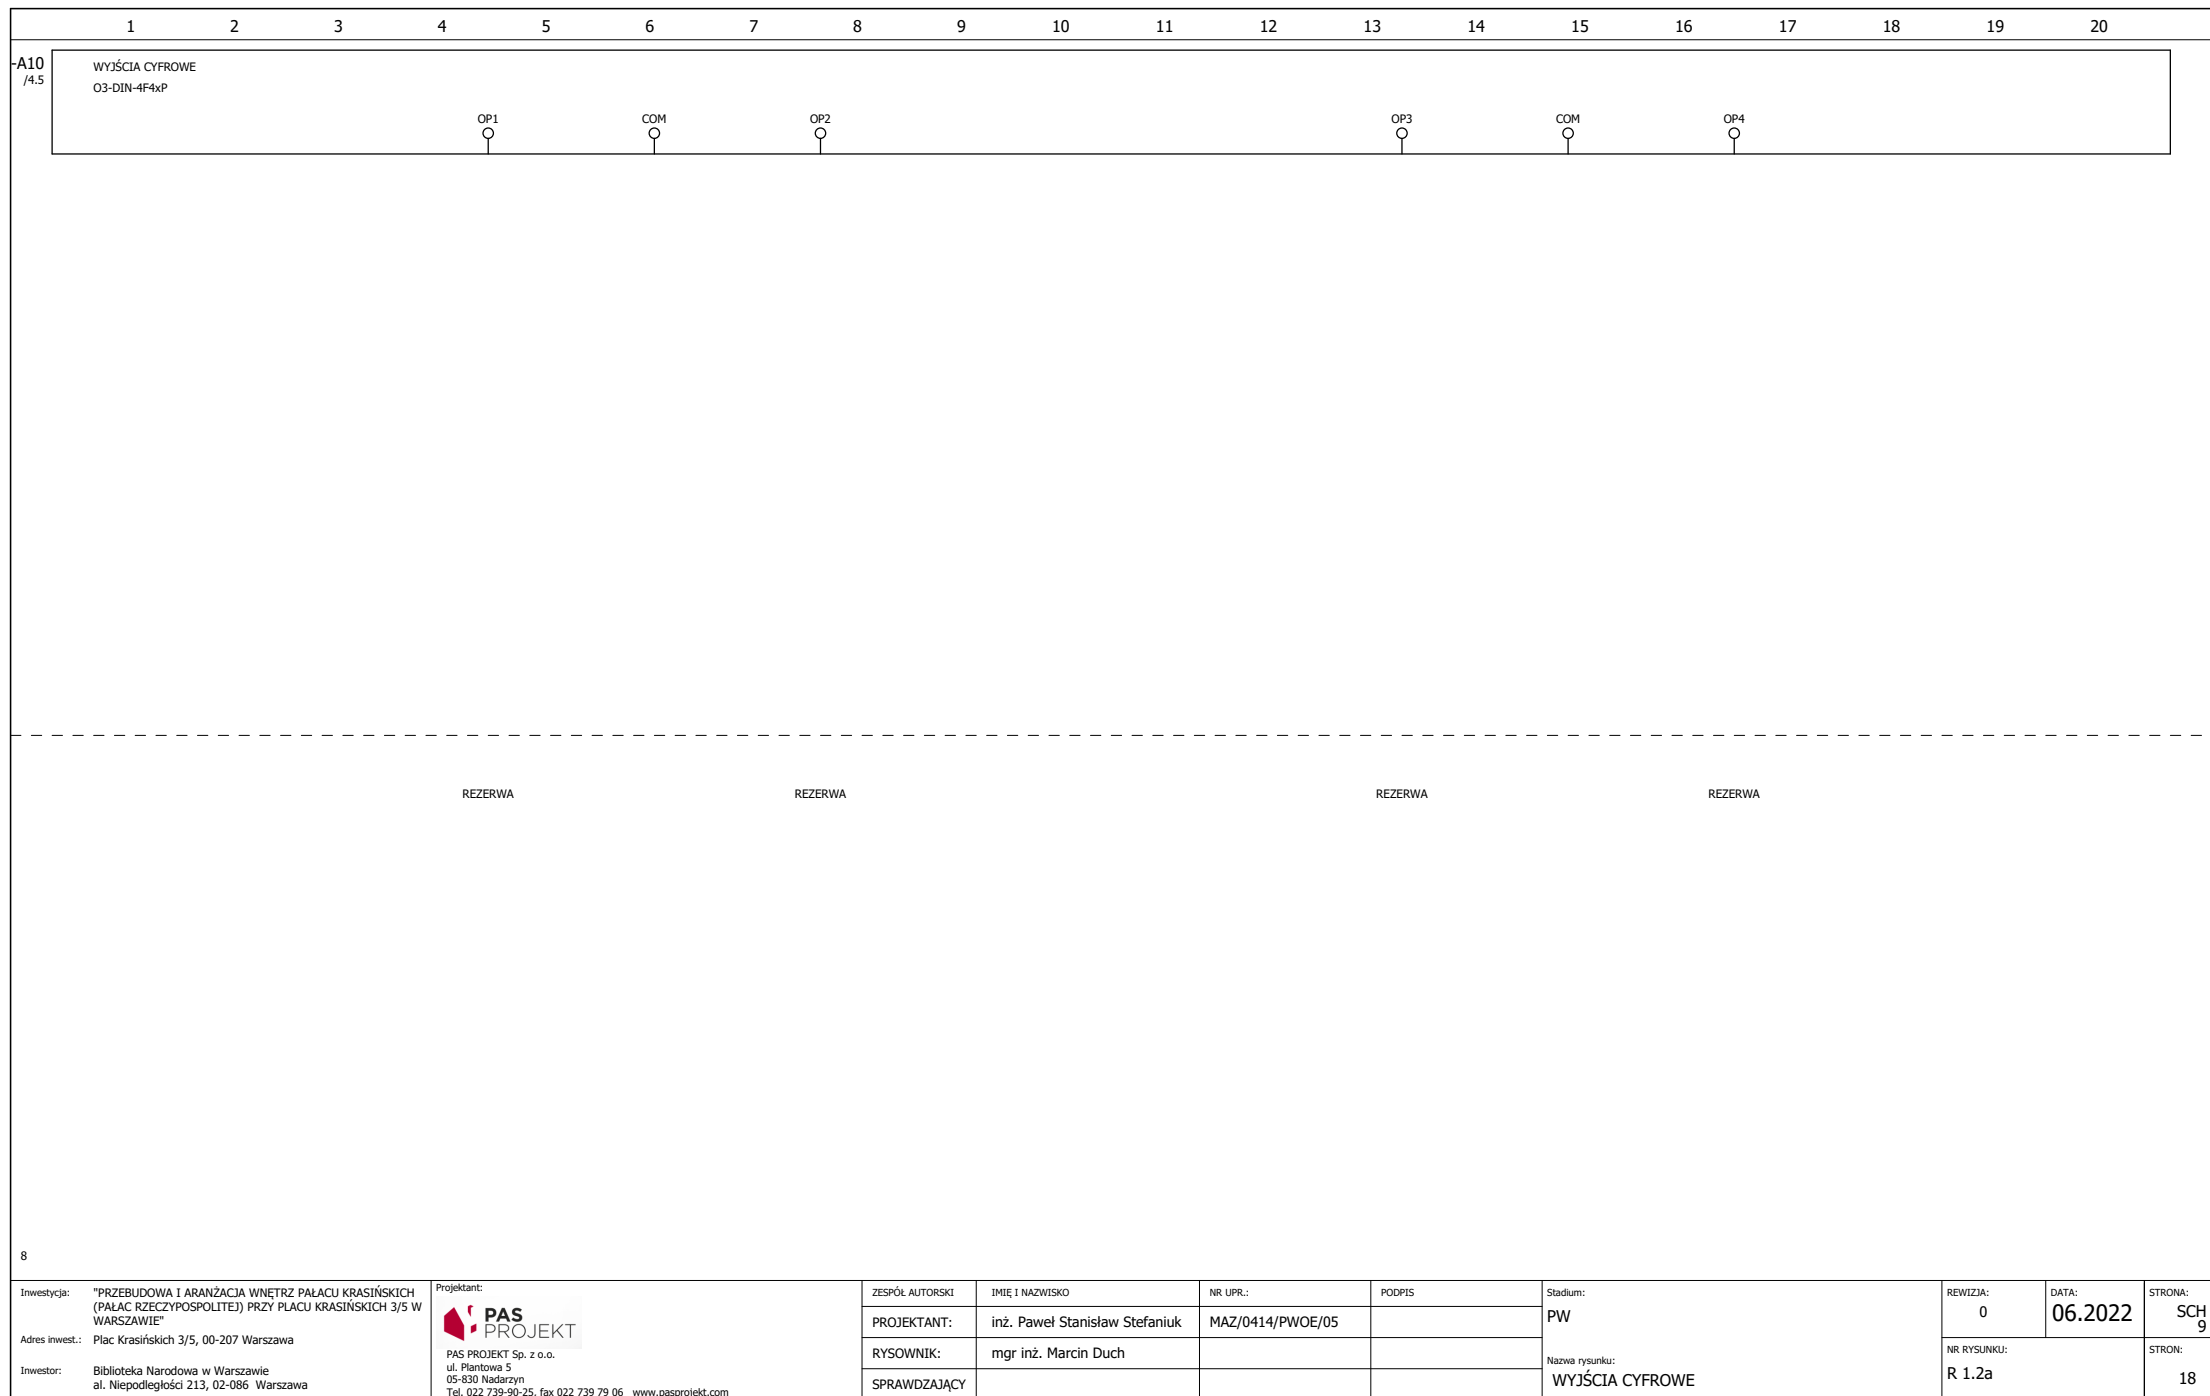 1 2 3 4 5 6 7 8 9 10 11 12 13 14 15 16 17 18 19 20
-A10
/4.5
WYJŚCIA CYFROWE
O3-DIN-4F4xP
OP1 COM OP2 OP3 COM OP4
REZERWA REZERWA REZERWA REZERWA
8
Inwestycja: "PRZEBUDOWA I ARANŻACJA WNĘTRZ PAŁACU KRASIŃSKICH
(PAŁAC RZECZYPOSPOLITEJ) PRZY PLACU KRASIŃSKICH 3/5 W
WARSZAWIE"
Adres inwest.: Plac Krasińskich 3/5, 00-207 Warszawa
Inwestor: Biblioteka Narodowa w Warszawie
al. Niepodległości 213, 02-086 Warszawa
Projektant:
PAS
PROJEKT
PAS PROJEKT Sp. z o.o.
ul. Plantowa 5
05-830 Nadarzyn
Tel. 022 739-90-25, fax 022 739 79 06 www.pasprojekt.com
ZESPÓŁ AUTORSKI IMIĘ I NAZWISKO NR UPR.: PODPIS
PROJEKTANT: inż. Paweł Stanisław Stefaniuk MAZ/0414/PWOE/05
RYSOWNIK: mgr inż. Marcin Duch
SPRAWDZAJĄCY
Stadium:
PW
Nazwa rysunku:
WYJŚCIA CYFROWE
REWIZJA:
0
DATA:
06.2022
STRONA:
SCH
9
NR RYSUNKU:
R 1.2a
STRON:
18